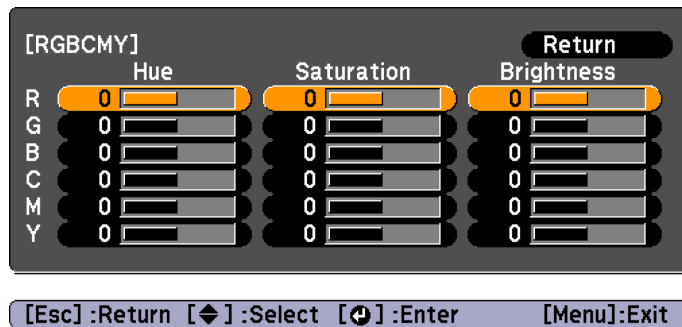 [RGBCMY] Return
Hue Saturation Brightness
R 0 0 0
G 0 0 0
B 0 0 0
C 0 0 0
M 0 0 0
Y 0 0 0
[Esc] :Return [◆] :Select [↵] :Enter [Menu]:Exit